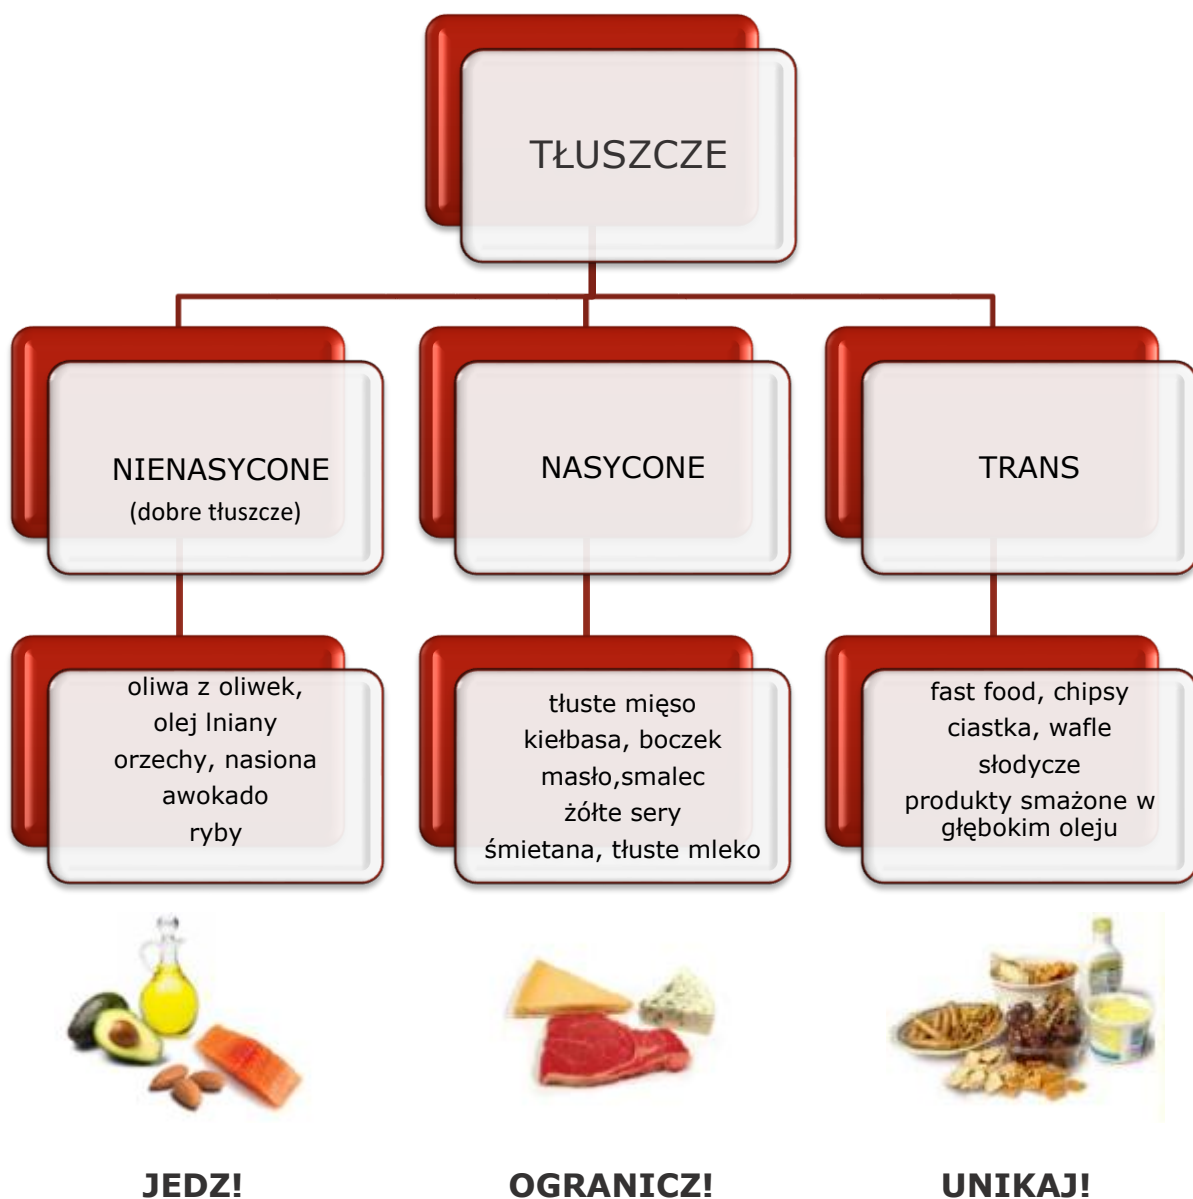 TŁUSZCZE
NIENASYCONE
(dobre tłuszcze)
NASYCONE
TRANS
oliwa z oliwek,
olej lniany
orzechy, nasiona
awokado
ryby
tłuste mięso
kiełbasa, boczek
masło,smalec
żółte sery
śmietana, tłuste mleko
fast food, chipsy
ciastka, wafle
słodycze
produkty smażone w
głębokim oleju
JEDZ!
OGRANICZ!
UNIKAJ!